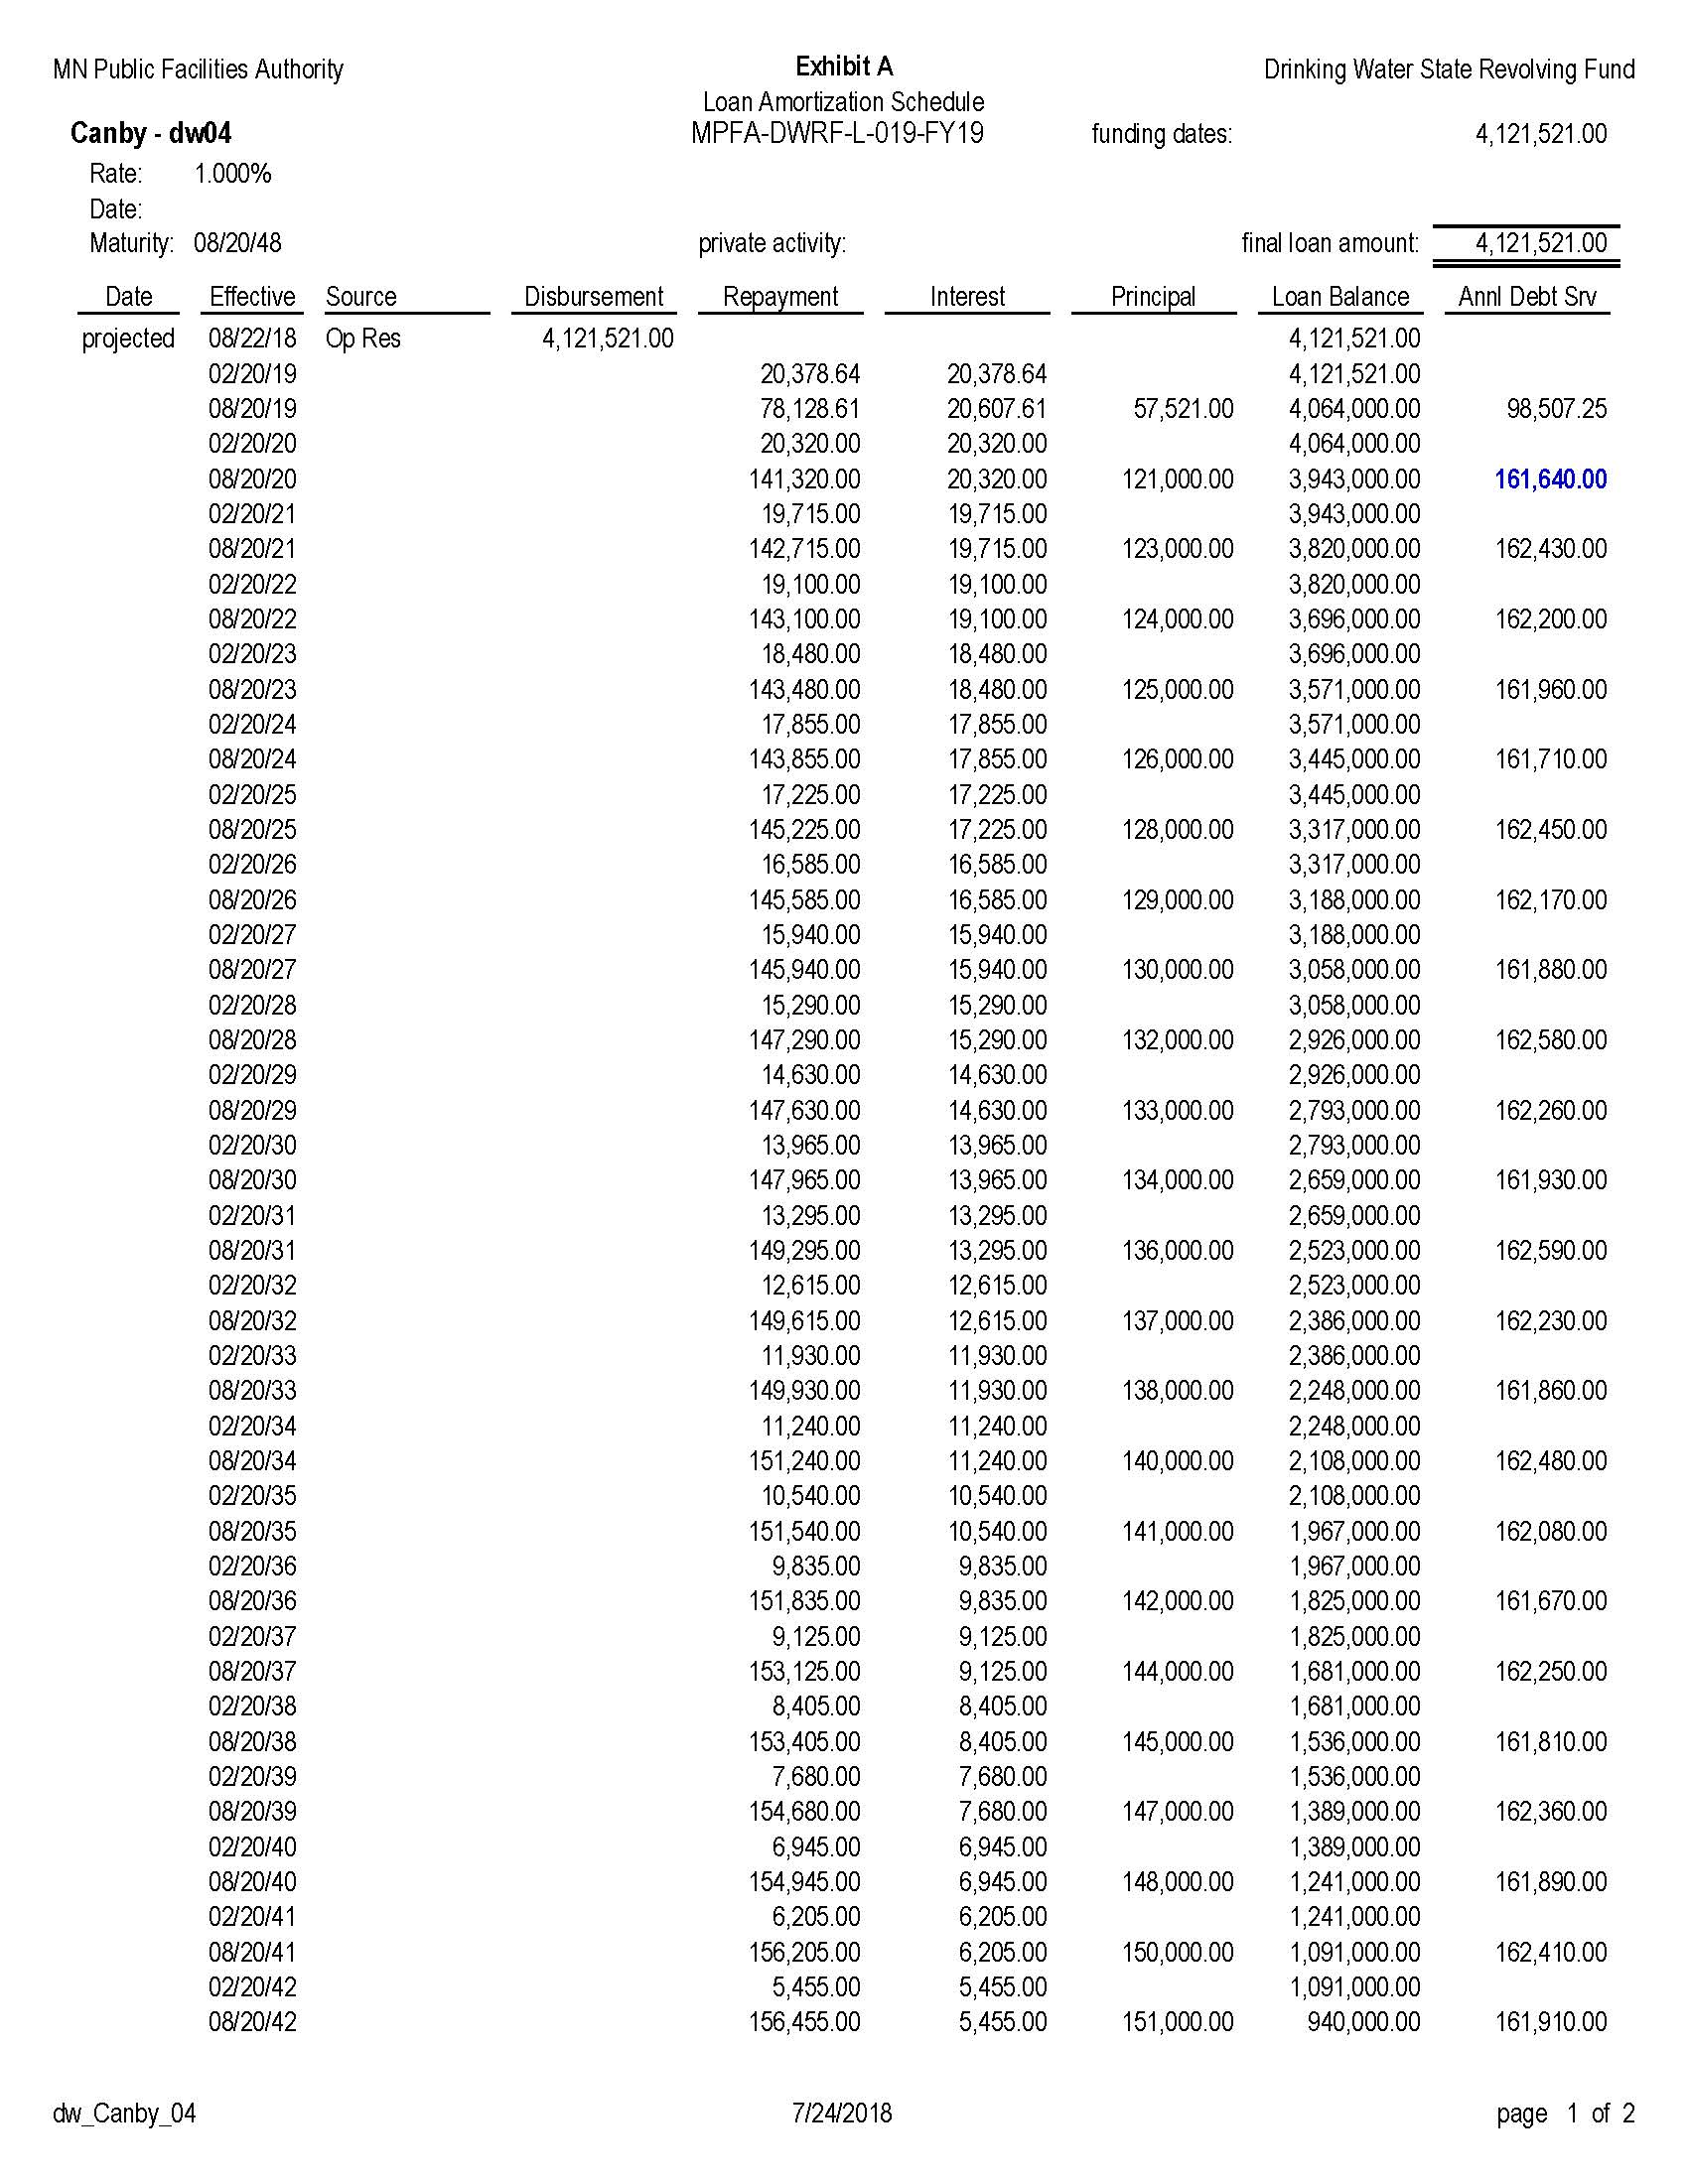 MN Public Facilities Authority Exhibit A Drinking Water State Revolving Fund
Loan Amortization Schedule
Canby - dw04 MPFA-DWRF-L-019-FY19 funding dates: 4,121,521.00
Rate: 1.000%
Date:
Maturity: 08/20/48 private activity: final loan amount: 4,121,521.00
Date Effective Source Disbursement Repayment Interest Principal Loan Balance Annl Debt Srv
projected 08/22/18 Op Res 4,121,521.00 4,121,521.00
02/20/19 20,378.64 20,378.64 4,121,521.00
08/20/19 78,128.61 20,607.61 57,521.00 4,064,000.00 98,507.25
02/20/20 20,320.00 20,320.00 4,064,000.00
08/20/20 141,320.00 20,320.00 121,000.00 3,943,000.00 161,640.00
02/20/21 19,715.00 19,715.00 3,943,000.00
08/20/21 142,715.00 19,715.00 123,000.00 3,820,000.00 162,430.00
02/20/22 19,100.00 19,100.00 3,820,000.00
08/20/22 143,100.00 19,100.00 124,000.00 3,696,000.00 162,200.00
02/20/23 18,480.00 18,480.00 3,696,000.00
08/20/23 143,480.00 18,480.00 125,000.00 3,571,000.00 161,960.00
02/20/24 17,855.00 17,855.00 3,571,000.00
08/20/24 143,855.00 17,855.00 126,000.00 3,445,000.00 161,710.00
02/20/25 17,225.00 17,225.00 3,445,000.00
08/20/25 145,225.00 17,225.00 128,000.00 3,317,000.00 162,450.00
02/20/26 16,585.00 16,585.00 3,317,000.00
08/20/26 145,585.00 16,585.00 129,000.00 3,188,000.00 162,170.00
02/20/27 15,940.00 15,940.00 3,188,000.00
08/20/27 145,940.00 15,940.00 130,000.00 3,058,000.00 161,880.00
02/20/28 15,290.00 15,290.00 3,058,000.00
08/20/28 147,290.00 15,290.00 132,000.00 2,926,000.00 162,580.00
02/20/29 14,630.00 14,630.00 2,926,000.00
08/20/29 147,630.00 14,630.00 133,000.00 2,793,000.00 162,260.00
02/20/30 13,965.00 13,965.00 2,793,000.00
08/20/30 147,965.00 13,965.00 134,000.00 2,659,000.00 161,930.00
02/20/31 13,295.00 13,295.00 2,659,000.00
08/20/31 149,295.00 13,295.00 136,000.00 2,523,000.00 162,590.00
02/20/32 12,615.00 12,615.00 2,523,000.00
08/20/32 149,615.00 12,615.00 137,000.00 2,386,000.00 162,230.00
02/20/33 11,930.00 11,930.00 2,386,000.00
08/20/33 149,930.00 11,930.00 138,000.00 2,248,000.00 161,860.00
02/20/34 11,240.00 11,240.00 2,248,000.00
08/20/34 151,240.00 11,240.00 140,000.00 2,108,000.00 162,480.00
02/20/35 10,540.00 10,540.00 2,108,000.00
08/20/35 151,540.00 10,540.00 141,000.00 1,967,000.00 162,080.00
02/20/36 9,835.00 9,835.00 1,967,000.00
08/20/36 151,835.00 9,835.00 142,000.00 1,825,000.00 161,670.00
02/20/37 9,125.00 9,125.00 1,825,000.00
08/20/37 153,125.00 9,125.00 144,000.00 1,681,000.00 162,250.00
02/20/38 8,405.00 8,405.00 1,681,000.00
08/20/38 153,405.00 8,405.00 145,000.00 1,536,000.00 161,810.00
02/20/39 7,680.00 7,680.00 1,536,000.00
08/20/39 154,680.00 7,680.00 147,000.00 1,389,000.00 162,360.00
02/20/40 6,945.00 6,945.00 1,389,000.00
08/20/40 154,945.00 6,945.00 148,000.00 1,241,000.00 161,890.00
02/20/41 6,205.00 6,205.00 1,241,000.00
08/20/41 156,205.00 6,205.00 150,000.00 1,091,000.00 162,410.00
02/20/42 5,455.00 5,455.00 1,091,000.00
08/20/42 156,455.00 5,455.00 151,000.00 940,000.00 161,910.00
dw_Canby_04 7/24/2018 page 1 of 2